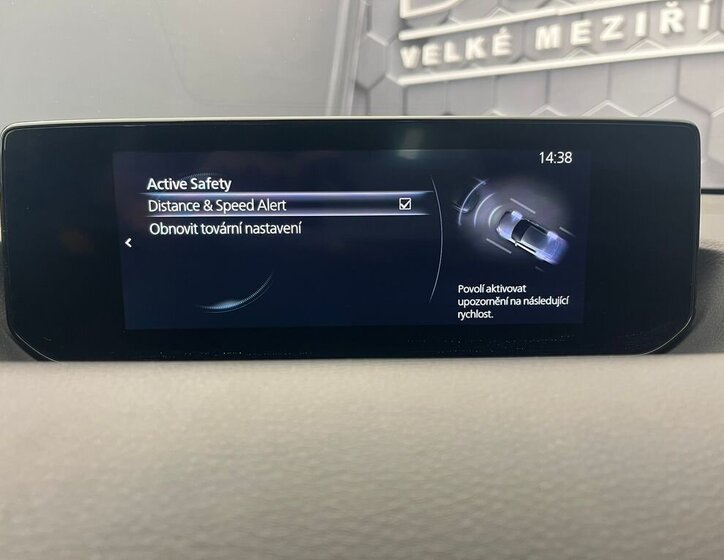 VELKÉ MEZIŘÍ
14:38
Active Safety
Distance & Speed Alert
Obnovit tovární nastavení
Povolí aktivovat
upozornění na následující
rychlost.